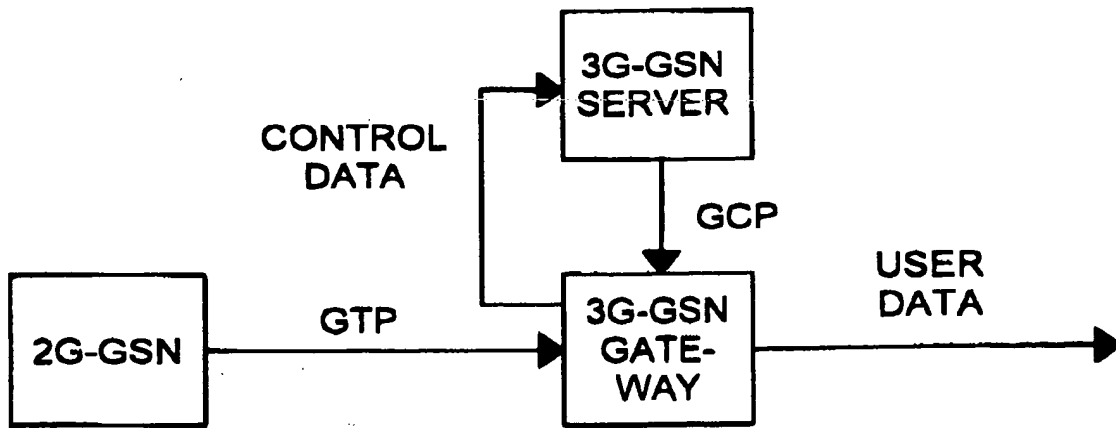 3G-GSN
SERVER
CONTROL
DATA
GCP
USER
DATA
2G-GSN
GTP
3G-GSN
GATE-
WAY